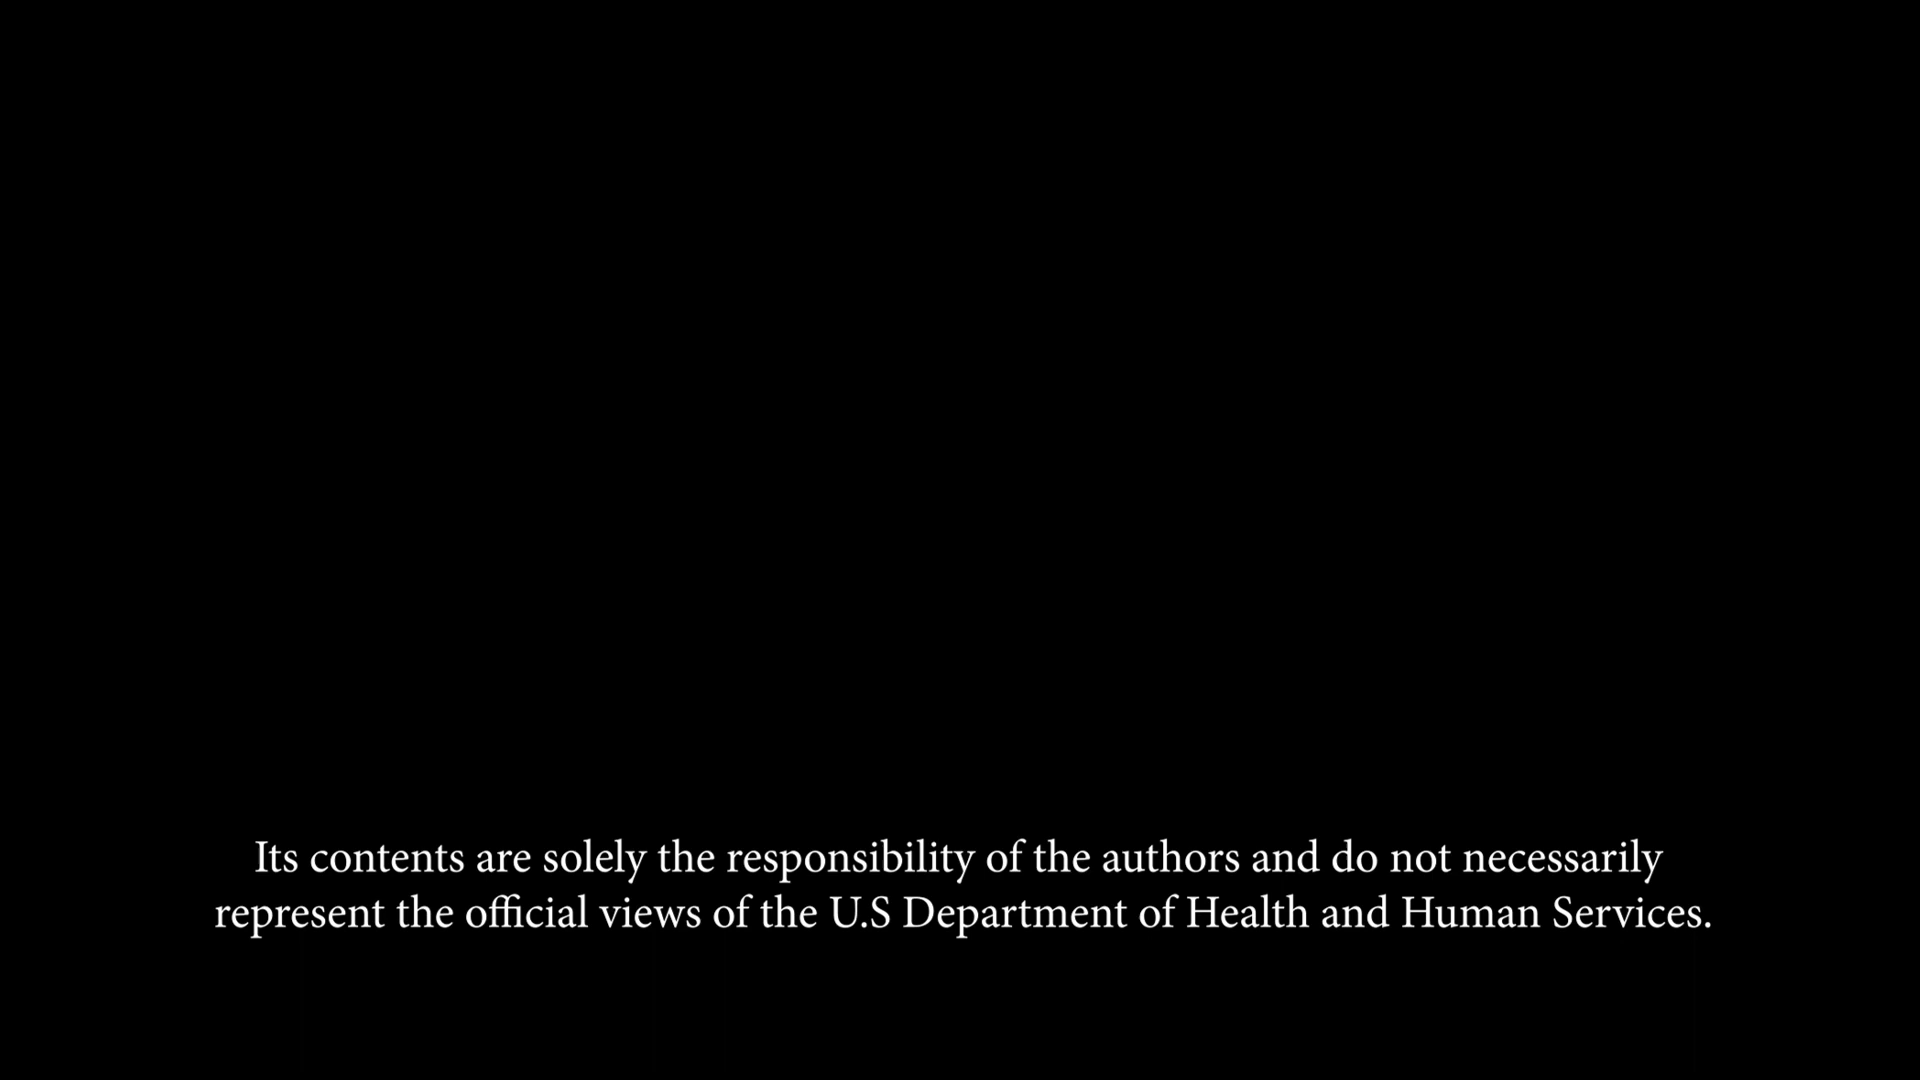 Its contents are solely the responsibility of the authors and do not necessarily
represent the official views of the U.S Department of Health and Human Services.